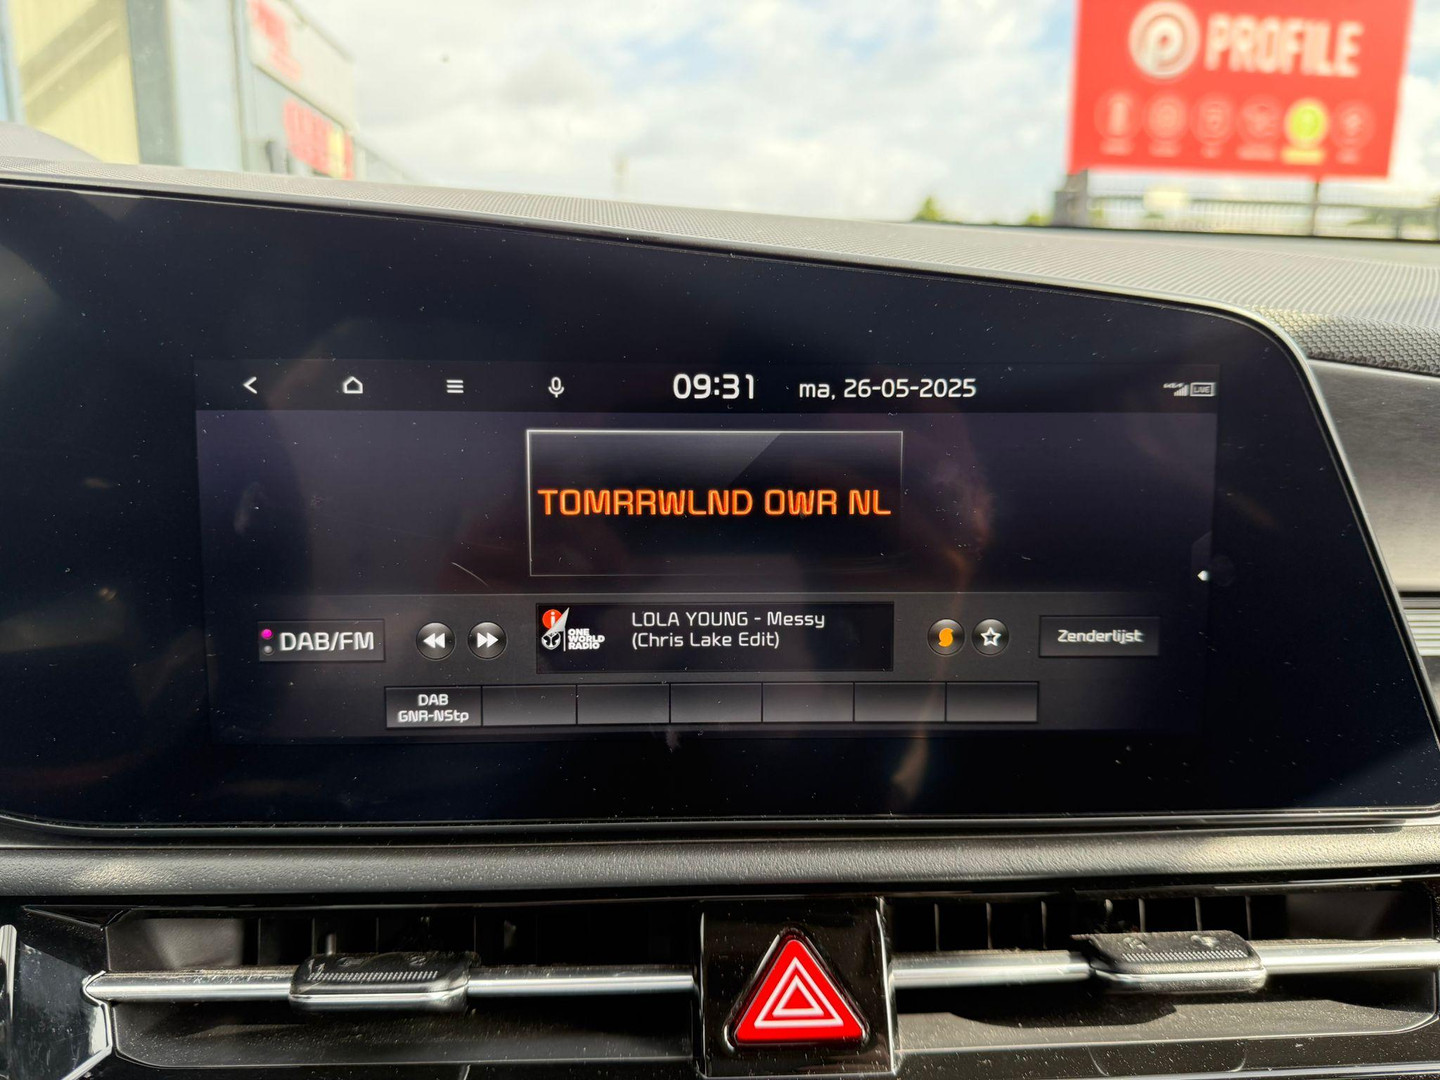 PROFILE
09:31 ma, 26-05-2025
LIVE
TOMRRWLND OWR NL
DAB/FM
i
ONE
WORLD
RADIO
LOLA YOUNG - Messy
(Chris Lake Edit)
Zenderlijst
DAB
GNR-NStp